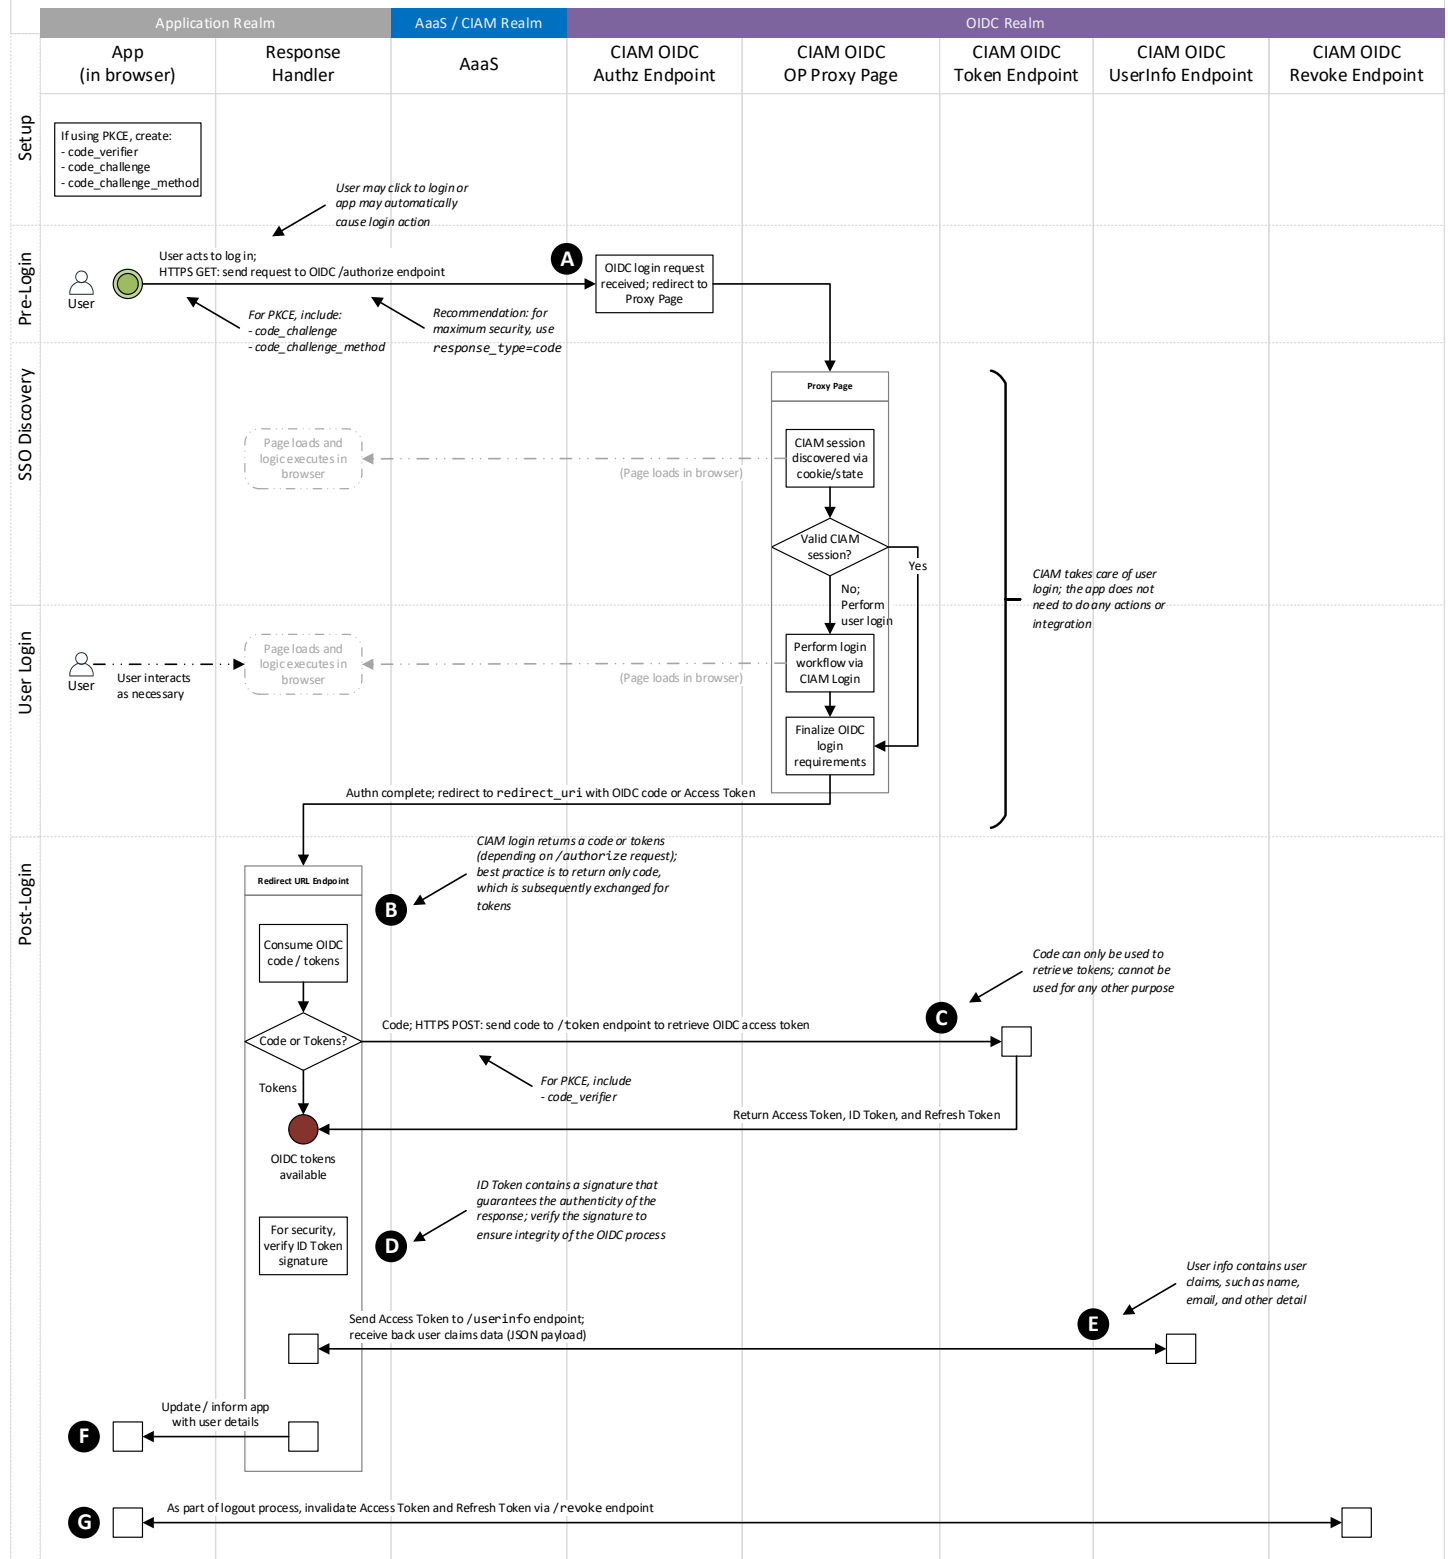 Application Realm
AaaS / CIAM Realm
OIDC Realm
App
(in browser)
Response
Handler
AaaS
CIAM OIDC
Authz Endpoint
CIAM OIDC
OP Proxy Page
CIAM OIDC
Token Endpoint
CIAM OIDC
UserInfo Endpoint
CIAM OIDC
Revoke Endpoint
Setup
If using PKCE, create:
- code_verifier
- code_challenge
- code_challenge_method
User may click to login or
app may automatically
cause login action
Pre-Login
User
User acts to log in;
HTTPS GET: send request to OIDC /authorize endpoint
A
OIDC login request
received; redirect to
Proxy Page
For PKCE, include:
- code_challenge
- code_challenge_method
Recommendation: for
maximum security, use
response_type=code
SSO Discovery
Proxy Page
Page loads and
logic executes in
browser
(Page loads in browser)
CIAM session
discovered via
cookie/state
Valid CIAM
session?
Yes
No;
Perform
user login
CIAM takes care of user
login; the app does not
need to do any actions or
integration
User Login
User
User interacts
as necessary
Page loads and
logic executes in
browser
(Page loads in browser)
Perform login
workflow via
CIAM Login
Finalize OIDC
login
requirements
Authn complete; redirect to redirect_uri with OIDC code or Access Token
Post-Login
CIAM login returns a code or tokens
(depending on /authorize request);
best practice is to return only code,
which is subsequently exchanged for
tokens
Redirect URL Endpoint
B
Consume OIDC
code / tokens
Code can only be used to
retrieve tokens; cannot be
used for any other purpose
C
Code or Tokens?
Code; HTTPS POST: send code to /token endpoint to retrieve OIDC access token
For PKCE, include
- code_verifier
Tokens
Return Access Token, ID Token, and Refresh Token
OIDC tokens
available
ID Token contains a signature that
guarantees the authenticity of the
response; verify the signature to
ensure integrity of the OIDC process
D
For security,
verify ID Token
signature
User info contains user
claims, such as name,
email, and other detail
E
Send Access Token to /userinfo endpoint;
receive back user claims data (JSON payload)
F
Update / inform app
with user details
G
As part of logout process, invalidate Access Token and Refresh Token via /revoke endpoint